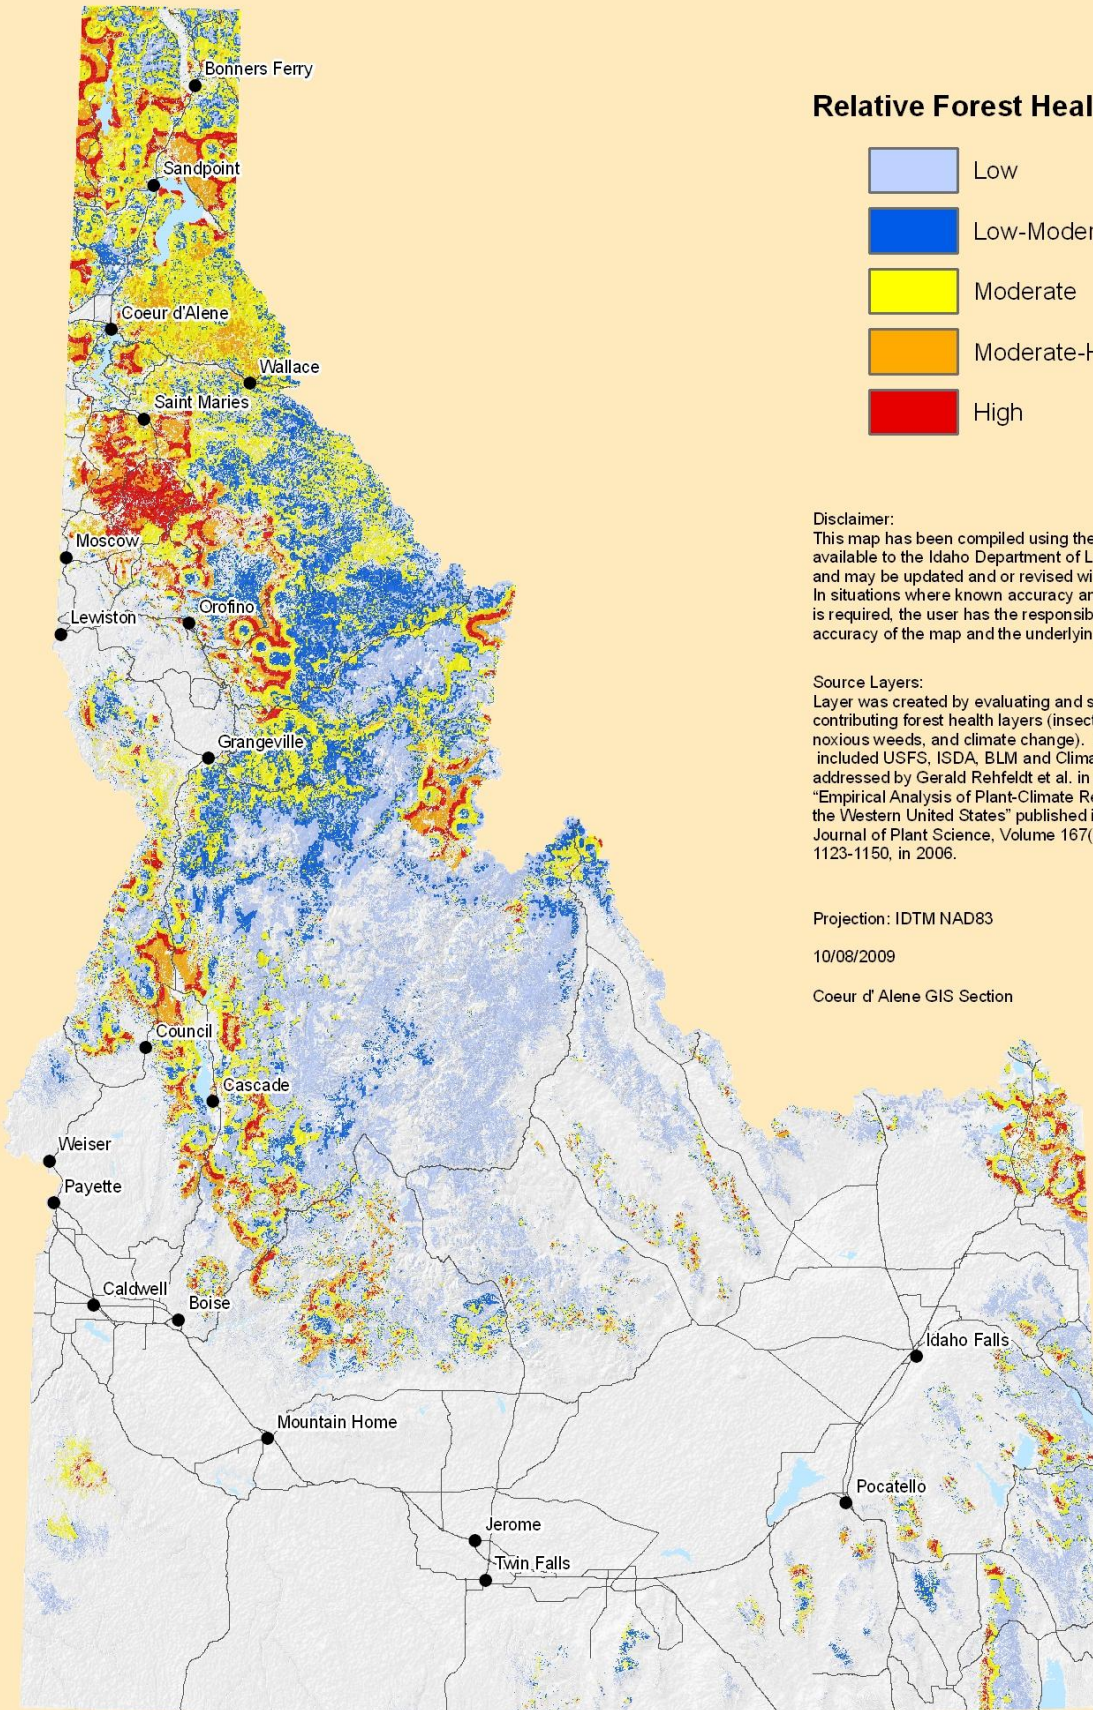 Bonners Ferry
Sandpoint
Coeur d'Alene
Wallace
Saint Maries
Moscow
Orofino
Lewiston
Grangeville
Council
Cascade
Weiser
Payette
Caldwell
Boise
Idaho Falls
Mountain Home
Pocatello
Jerome
Twin Falls
Relative Forest Heal
Low
Low-Moder
Moderate
Moderate-H
High
Disclaimer:
This map has been compiled using the
available to the Idaho Department of L
and may be updated and or revised wi
In situations where known accuracy an
is required, the user has the responsib
accuracy of the map and the underlyin
Source Layers:
Layer was created by evaluating and s
contributing forest health layers (insect
noxious weeds, and climate change).
included USFS, ISDA, BLM and Clima
addressed by Gerald Rehfeldt et al. in
“Empirical Analysis of Plant-Climate Re
the Western United States” published i
Journal of Plant Science, Volume 167(
1123-1150, in 2006.
Projection: IDTM NAD83
10/08/2009
Coeur d' Alene GIS Section